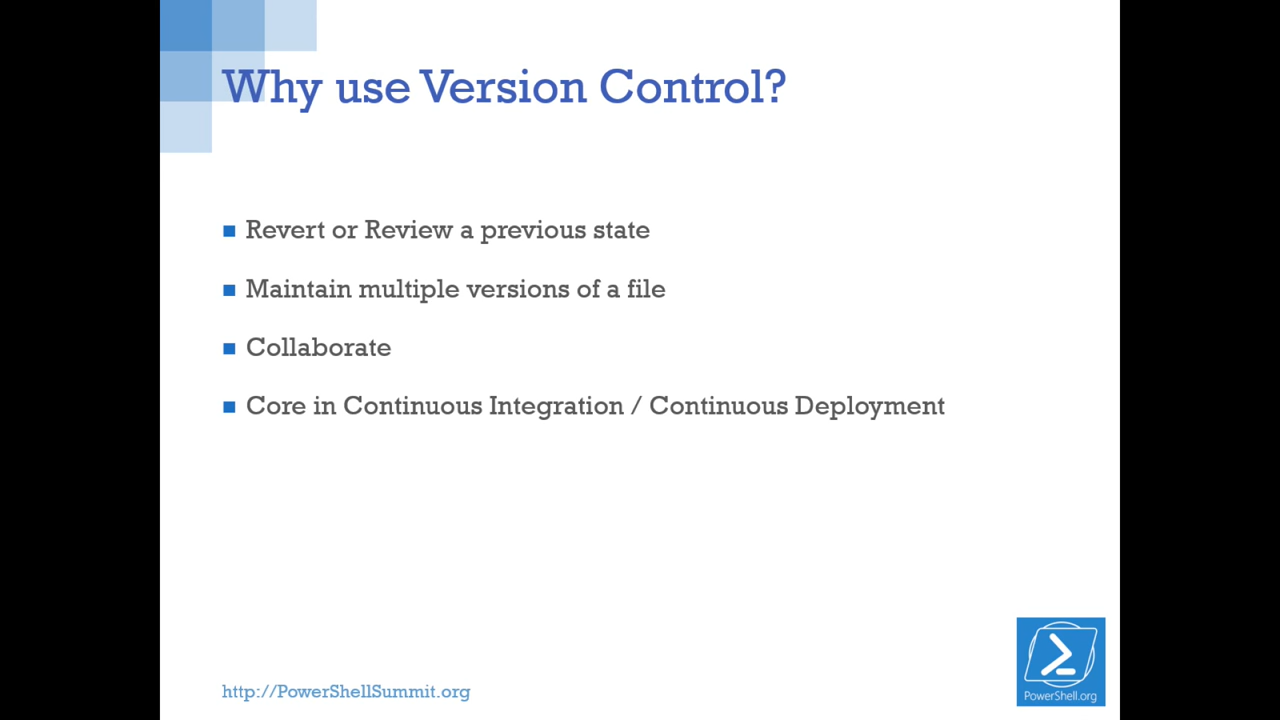 Why use Version Control?
Revert or Review a previous state
Maintain multiple versions of a file
Collaborate
Core in Continuous Integration / Continuous Deployment
http://PowerShellSummit.org
PowerShell.org